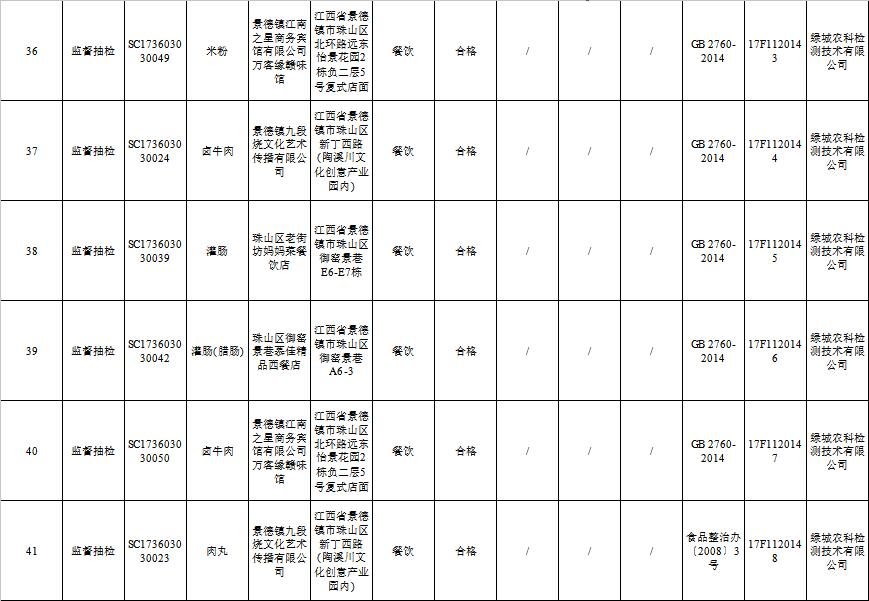 36
监督抽检
SC1736030
30049
米粉
景德镇江南
之星商务宾
馆有限公司
万客缘赣味
馆
江西省景德
镇市珠山区
北环路远东
怡景花园2
栋负二层5
号复式店面
餐饮
合格
/
/
/
GB 2760-
2014
17F112014
3
绿城农科检
测技术有限
公司
37
监督抽检
SC1736030
30024
卤牛肉
景德镇九段
烧文化艺术
传播有限公
司
江西省景德
镇市珠山区
新丁西路
(陶溪川文
化创意产业
园内)
餐饮
合格
/
/
/
GB 2760-
2014
17F112014
4
绿城农科检
测技术有限
公司
38
监督抽检
SC1736030
30039
灌肠
珠山区老街
坊妈妈菜餐
饮店
江西省景德
镇市珠山区
御窑景巷
E6-E7栋
餐饮
合格
/
/
/
GB 2760-
2014
17F112014
5
绿城农科检
测技术有限
公司
39
监督抽检
SC1736030
30042
灌肠(腊肠)
珠山区御窑
景巷慕佳精
品西餐店
江西省景德
镇市珠山区
御窑景巷
A6-3
餐饮
合格
/
/
/
GB 2760-
2014
17F112014
6
绿城农科检
测技术有限
公司
40
监督抽检
SC1736030
30050
卤牛肉
景德镇江南
之星商务宾
馆有限公司
万客缘赣味
馆
江西省景德
镇市珠山区
北环路远东
怡景花园2
栋负二层5
号复式店面
餐饮
合格
/
/
/
GB 2760-
2014
17F112014
7
绿城农科检
测技术有限
公司
41
监督抽检
SC1736030
30023
肉丸
景德镇九段
烧文化艺术
传播有限公
司
江西省景德
镇市珠山区
新丁西路
(陶溪川文
化创意产业
园内)
餐饮
合格
/
/
/
食品整治办
〔2008〕3
号
17F112014
8
绿城农科检
测技术有限
公司